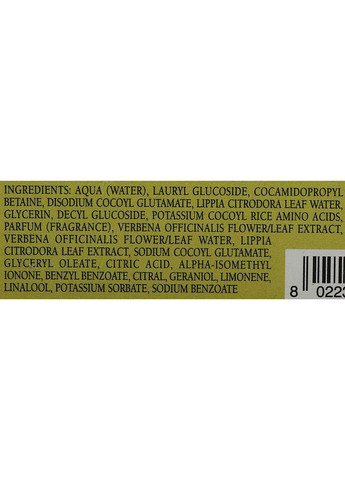 INGREDIENTS: AQUA (WATER), LAURYL GLUCOSIDE, COCAMIDOPROPYL
BETAINE, DISODIUM COCOYL GLUTAMATE, LIPPIA CITRODORA LEAF WATER,
GLYCERIN, DECYL GLUCOSIDE, POTASSIUM COCOYL RICE AMINO ACIDS,
PARFUM (FRAGRANCE), VERBENA OFFICINALIS FLOWER/LEAF EXTRACT,
VERBENA OFFICINALIS FLOWER/LEAF WATER, LIPPIA
CITRODORA LEAF EXTRACT, SODIUM COCOYL GLUTAMATE,
GLYCERYL OLEATE, CITRIC ACID, ALPHA-ISOMETHYL
IONONE, BENZYL BENZOATE, CITRAL, GERANIOL, LIMONENE,
LINALOOL, POTASSIUM SORBATE, SODIUM BENZOATE
8 0223